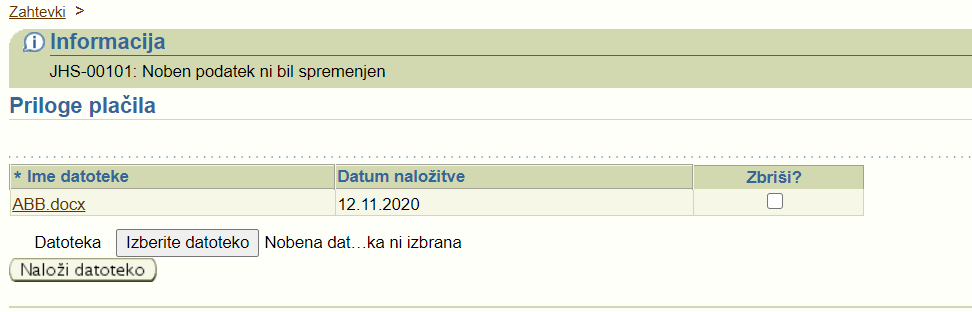 Zahtevki >
Informacija
JHS-00101: Noben podatek ni bil spremenjen
Priloge plačila
* Ime datoteke Datum naložitve Zbriši?
ABB.docx 12.11.2020
Datoteka Izberite datoteko Nobena dat…ka ni izbrana
Naloži datoteko